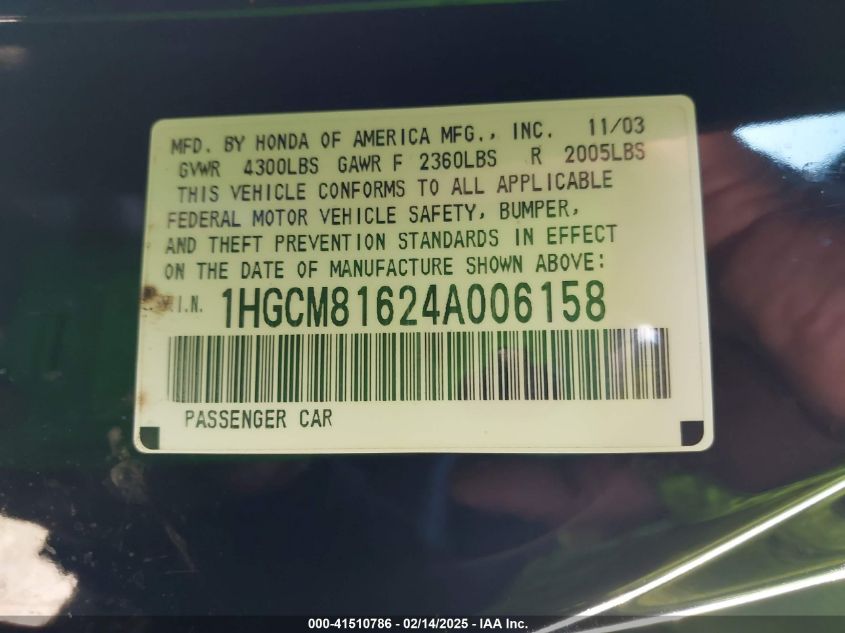 MFD. BY HONDA OF AMERICA MFG., INC. 11/03
GVWR 4300LBS GAWR F 2360LBS R 2005LBS
THIS VEHICLE CONFORMS TO ALL APPLICABLE
FEDERAL MOTOR VEHICLE SAFETY, BUMPER,
AND THEFT PREVENTION STANDARDS IN EFFECT
ON THE DATE OF MANUFACTURE SHOWN ABOVE:
V.I.N. 1HGCM81624A006158
PASSENGER CAR
000-41510786 - 02/14/2025 - IAA Inc.